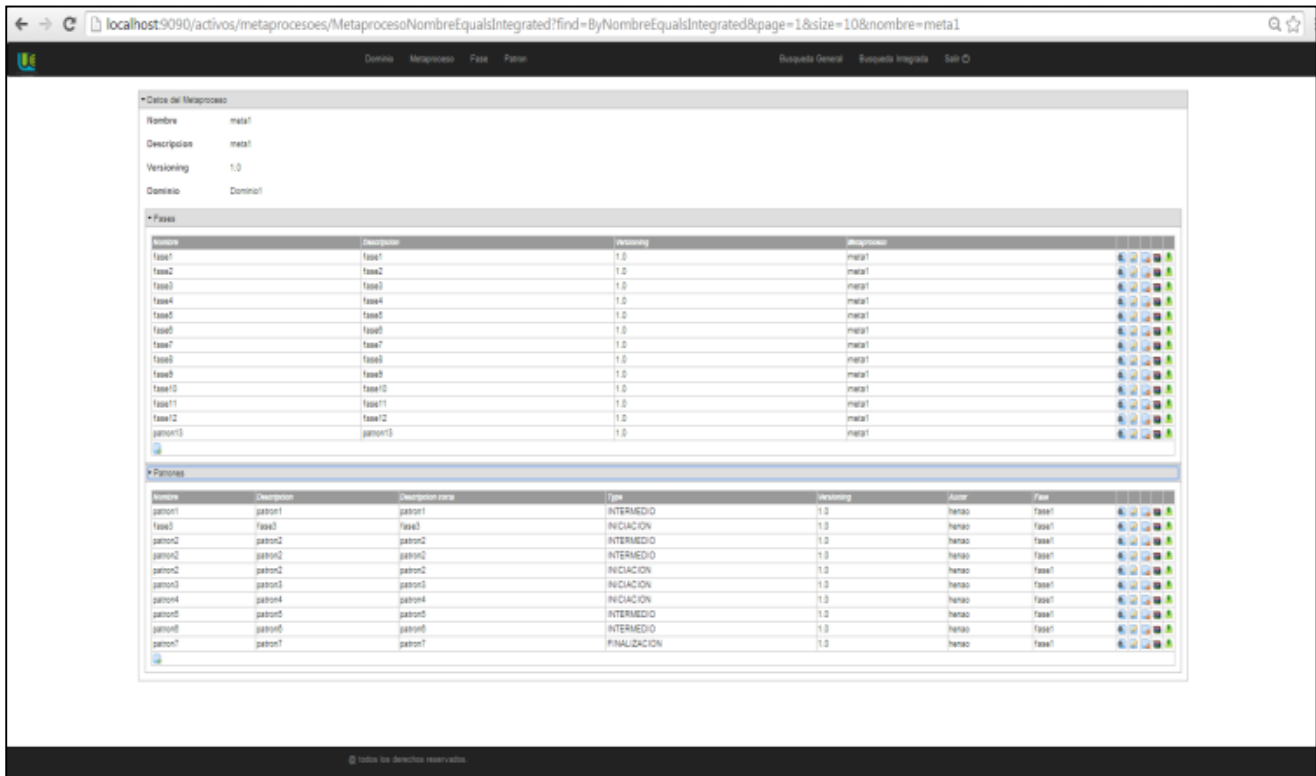 localhost:9090/activos/metaprocesoes/MetaprocesoNombreEqualsIntegrated?find=ByNombreEqualsIntegrated&page=1&size=10&nombre=meta1
Dominio Metaproceso Fase Patron Busqueda General Busqueda Integrada Salir
Datos del Metaproceso
Nombre meta1
Descripcion meta1
Versioning 1.0
Dominio Dominio1
Fases
Nombre Descripcion Versioning Metaproceso
fase1 fase1 1.0 meta1
fase2 fase2 1.0 meta1
fase3 fase3 1.0 meta1
fase4 fase4 1.0 meta1
fase5 fase5 1.0 meta1
fase6 fase6 1.0 meta1
fase7 fase7 1.0 meta1
fase8 fase8 1.0 meta1
fase9 fase9 1.0 meta1
fase10 fase10 1.0 meta1
fase11 fase11 1.0 meta1
fase12 fase12 1.0 meta1
patron13 patron13 1.0 meta1
Patrones
Nombre Descripcion Descripcion corta Type Versioning Autor Fase
patron1 patron1 patron1 INTERMEDIO 1.0 henao fase1
fase3 fase3 fase3 INICIACION 1.0 henao fase1
patron2 patron2 patron2 INTERMEDIO 1.0 henao fase1
patron2 patron2 patron2 INTERMEDIO 1.0 henao fase1
patron2 patron2 patron2 INICIACION 1.0 henao fase1
patron3 patron3 patron3 INICIACION 1.0 henao fase1
patron4 patron4 patron4 INICIACION 1.0 henao fase1
patron5 patron5 patron5 INTERMEDIO 1.0 henao fase1
patron6 patron6 patron6 INTERMEDIO 1.0 henao fase1
patron7 patron7 patron7 FINALIZACION 1.0 henao fase1
@ todos los derechos reservados.